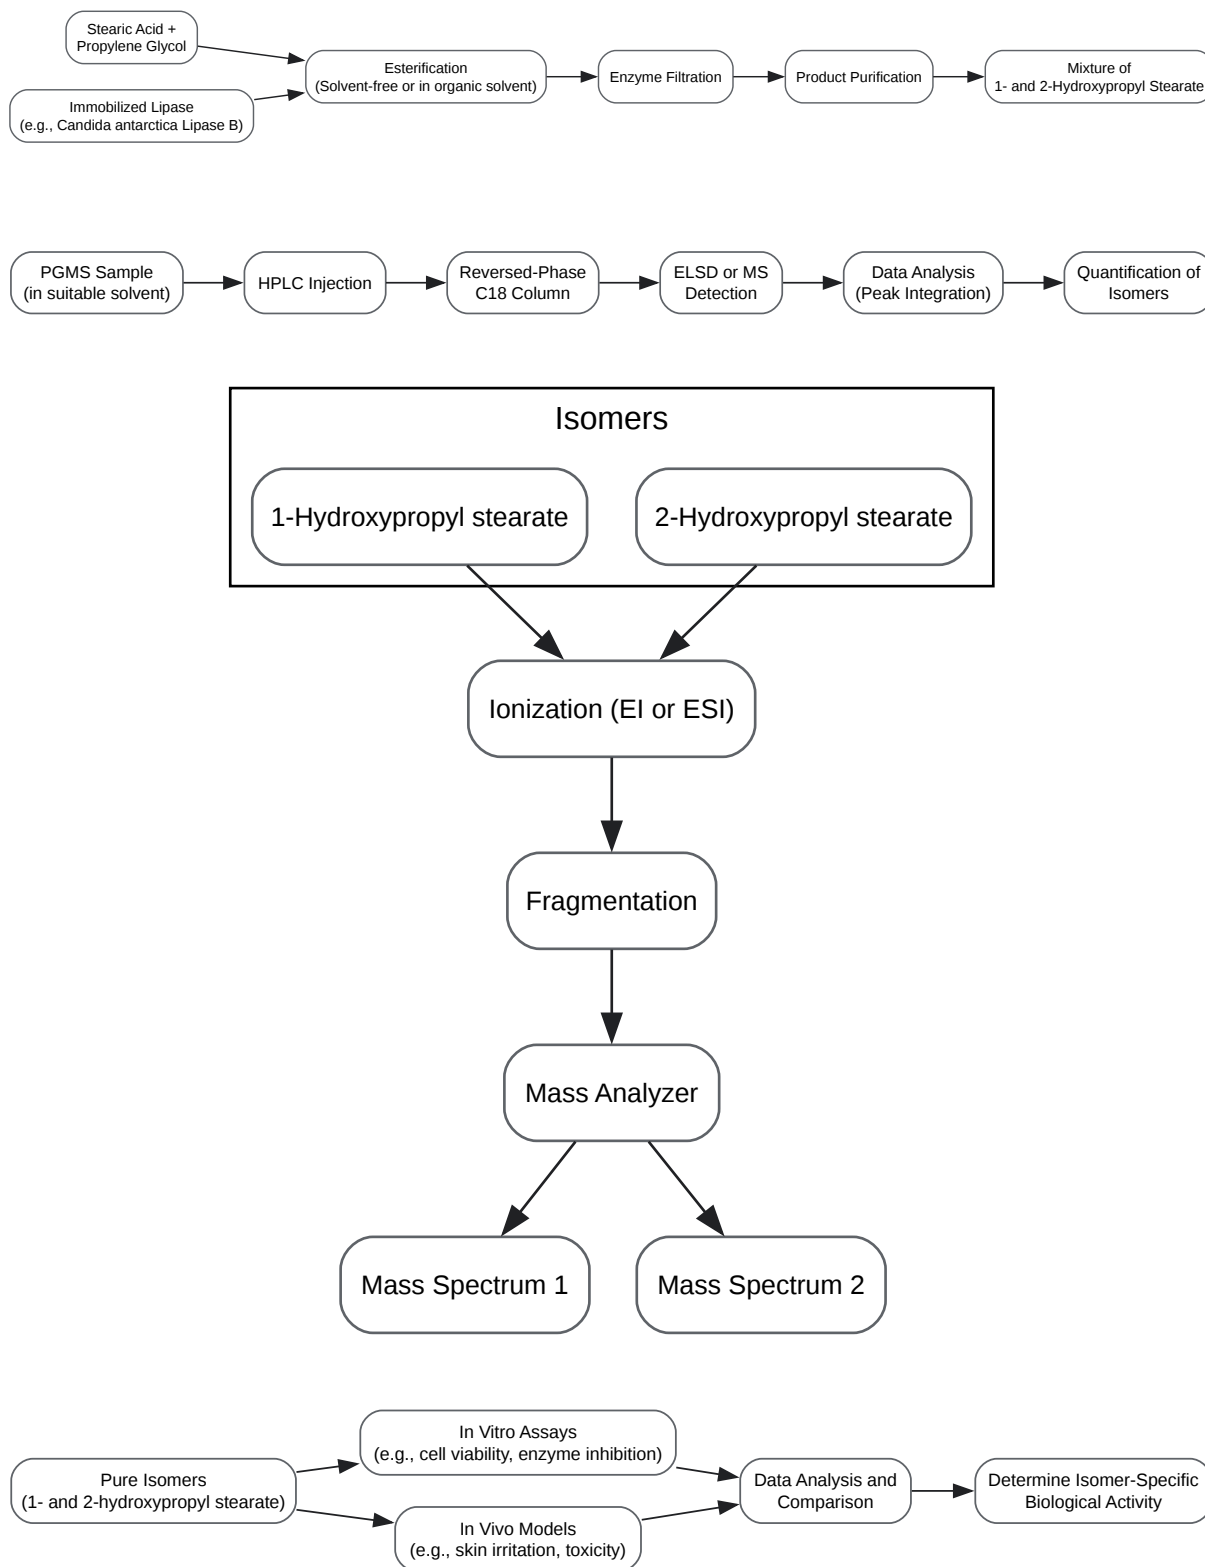 Stearic Acid +
Propylene Glycol
Immobilized Lipase
(e.g., Candida antarctica Lipase B)
Esterification
(Solvent-free or in organic solvent)
Enzyme Filtration
Product Purification
Mixture of
1- and 2-Hydroxypropyl Stearate
PGMS Sample
(in suitable solvent)
HPLC Injection
Reversed-Phase
C18 Column
ELSD or MS
Detection
Data Analysis
(Peak Integration)
Quantification of
Isomers
Isomers
1-Hydroxypropyl stearate
2-Hydroxypropyl stearate
Ionization (EI or ESI)
Fragmentation
Mass Analyzer
Mass Spectrum 1
Mass Spectrum 2
Pure Isomers
(1- and 2-hydroxypropyl stearate)
In Vitro Assays
(e.g., cell viability, enzyme inhibition)
In Vivo Models
(e.g., skin irritation, toxicity)
Data Analysis and
Comparison
Determine Isomer-Specific
Biological Activity